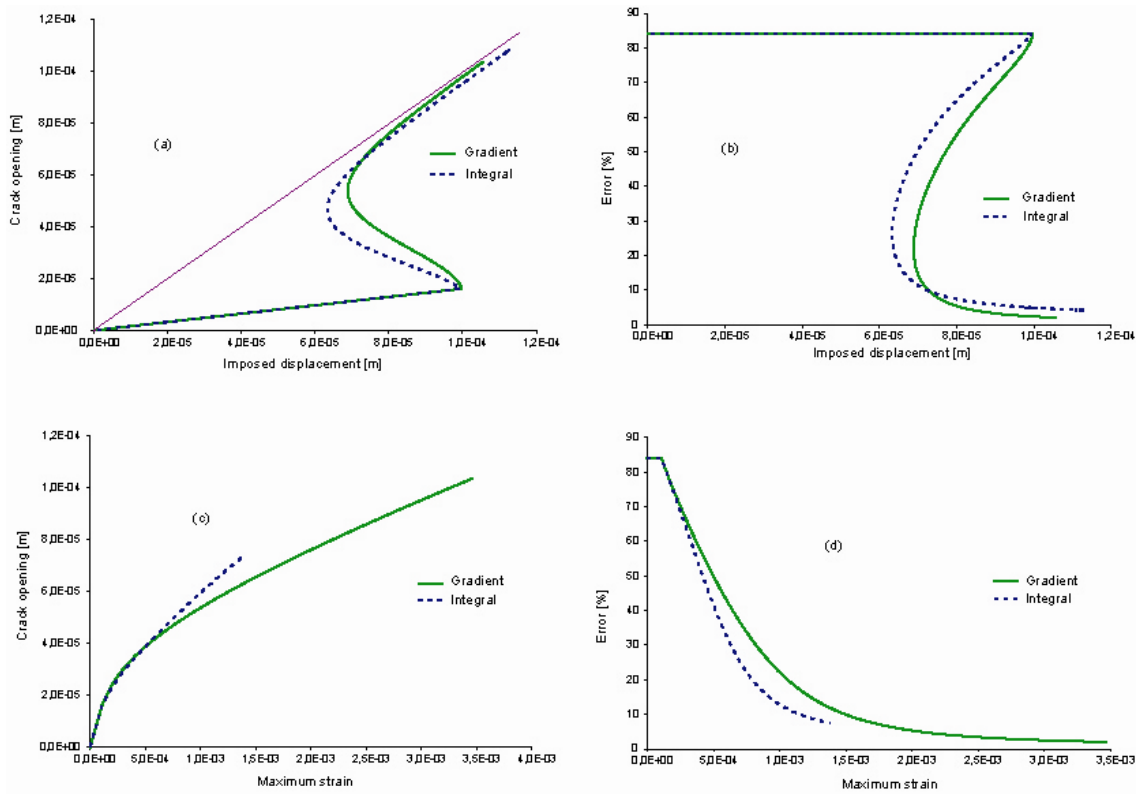 1,2E-04
1,0E-04
8,0E-05
6,0E-05
4,0E-05
2,0E-05
0,0E+00
Crack opening [m]
(a)
Gradient
Integral
0,0E+00 2,0E-05 4,0E-05 6,0E-05 8,0E-05 1,0E-04 1,2E-04
Imposed displacement [m]
90
80
70
60
50
40
30
20
10
0
Error [%]
(b)
Gradient
Integral
0,0E+00 2,0E-05 4,0E-05 6,0E-05 8,0E-05 1,0E-04 1,2E-04
Imposed displacement [m]
1,2E-04
1,0E-04
8,0E-05
6,0E-05
4,0E-05
2,0E-05
0,0E+00
Crack opening [m]
(c)
Gradient
Integral
0,0E+00 5,0E-04 1,0E-03 1,5E-03 2,0E-03 2,5E-03 3,0E-03 3,5E-03 4,0E-03
Maximum strain
90
80
70
60
50
40
30
20
10
0
Error [%]
(d)
Gradient
Integral
0,0E+00 5,0E-04 1,0E-03 1,5E-03 2,0E-03 2,5E-03 3,0E-03 3,5E-03
Maximum strain